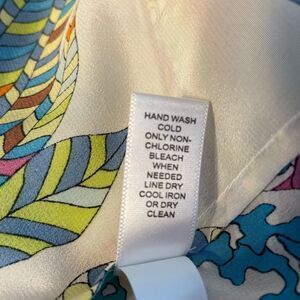 HAND WASH
COLD
ONLY NON-
CHLORINE
BLEACH
WHEN
NEEDED
LINE DRY
COOL IRON
OR DRY
CLEAN